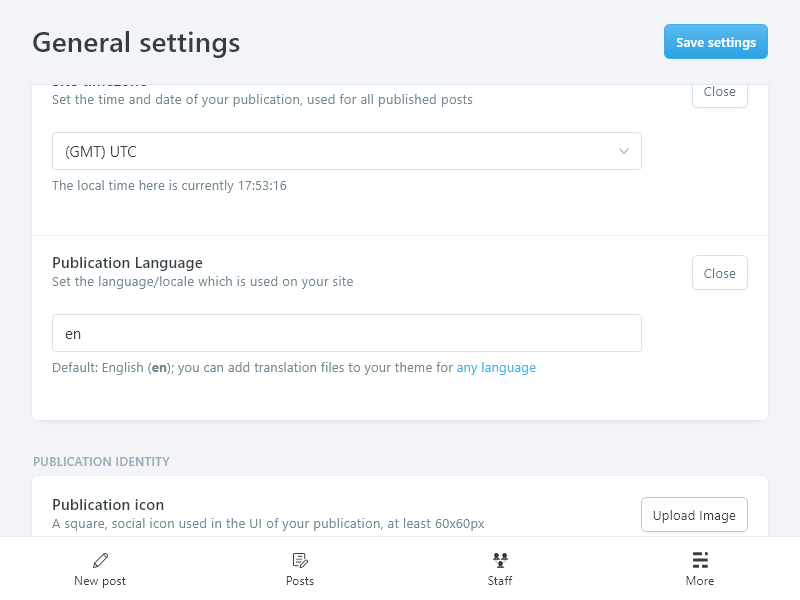 General settings
Save settings
Set the time and date of your publication, used for all published posts
Close
(GMT) UTC
The local time here is currently 17:53:16
Publication Language
Set the language/locale which is used on your site
Close
en
Default: English (en); you can add translation files to your theme for any language
PUBLICATION IDENTITY
Publication icon
A square, social icon used in the UI of your publication, at least 60x60px
Upload Image
New post
Posts
Staff
More